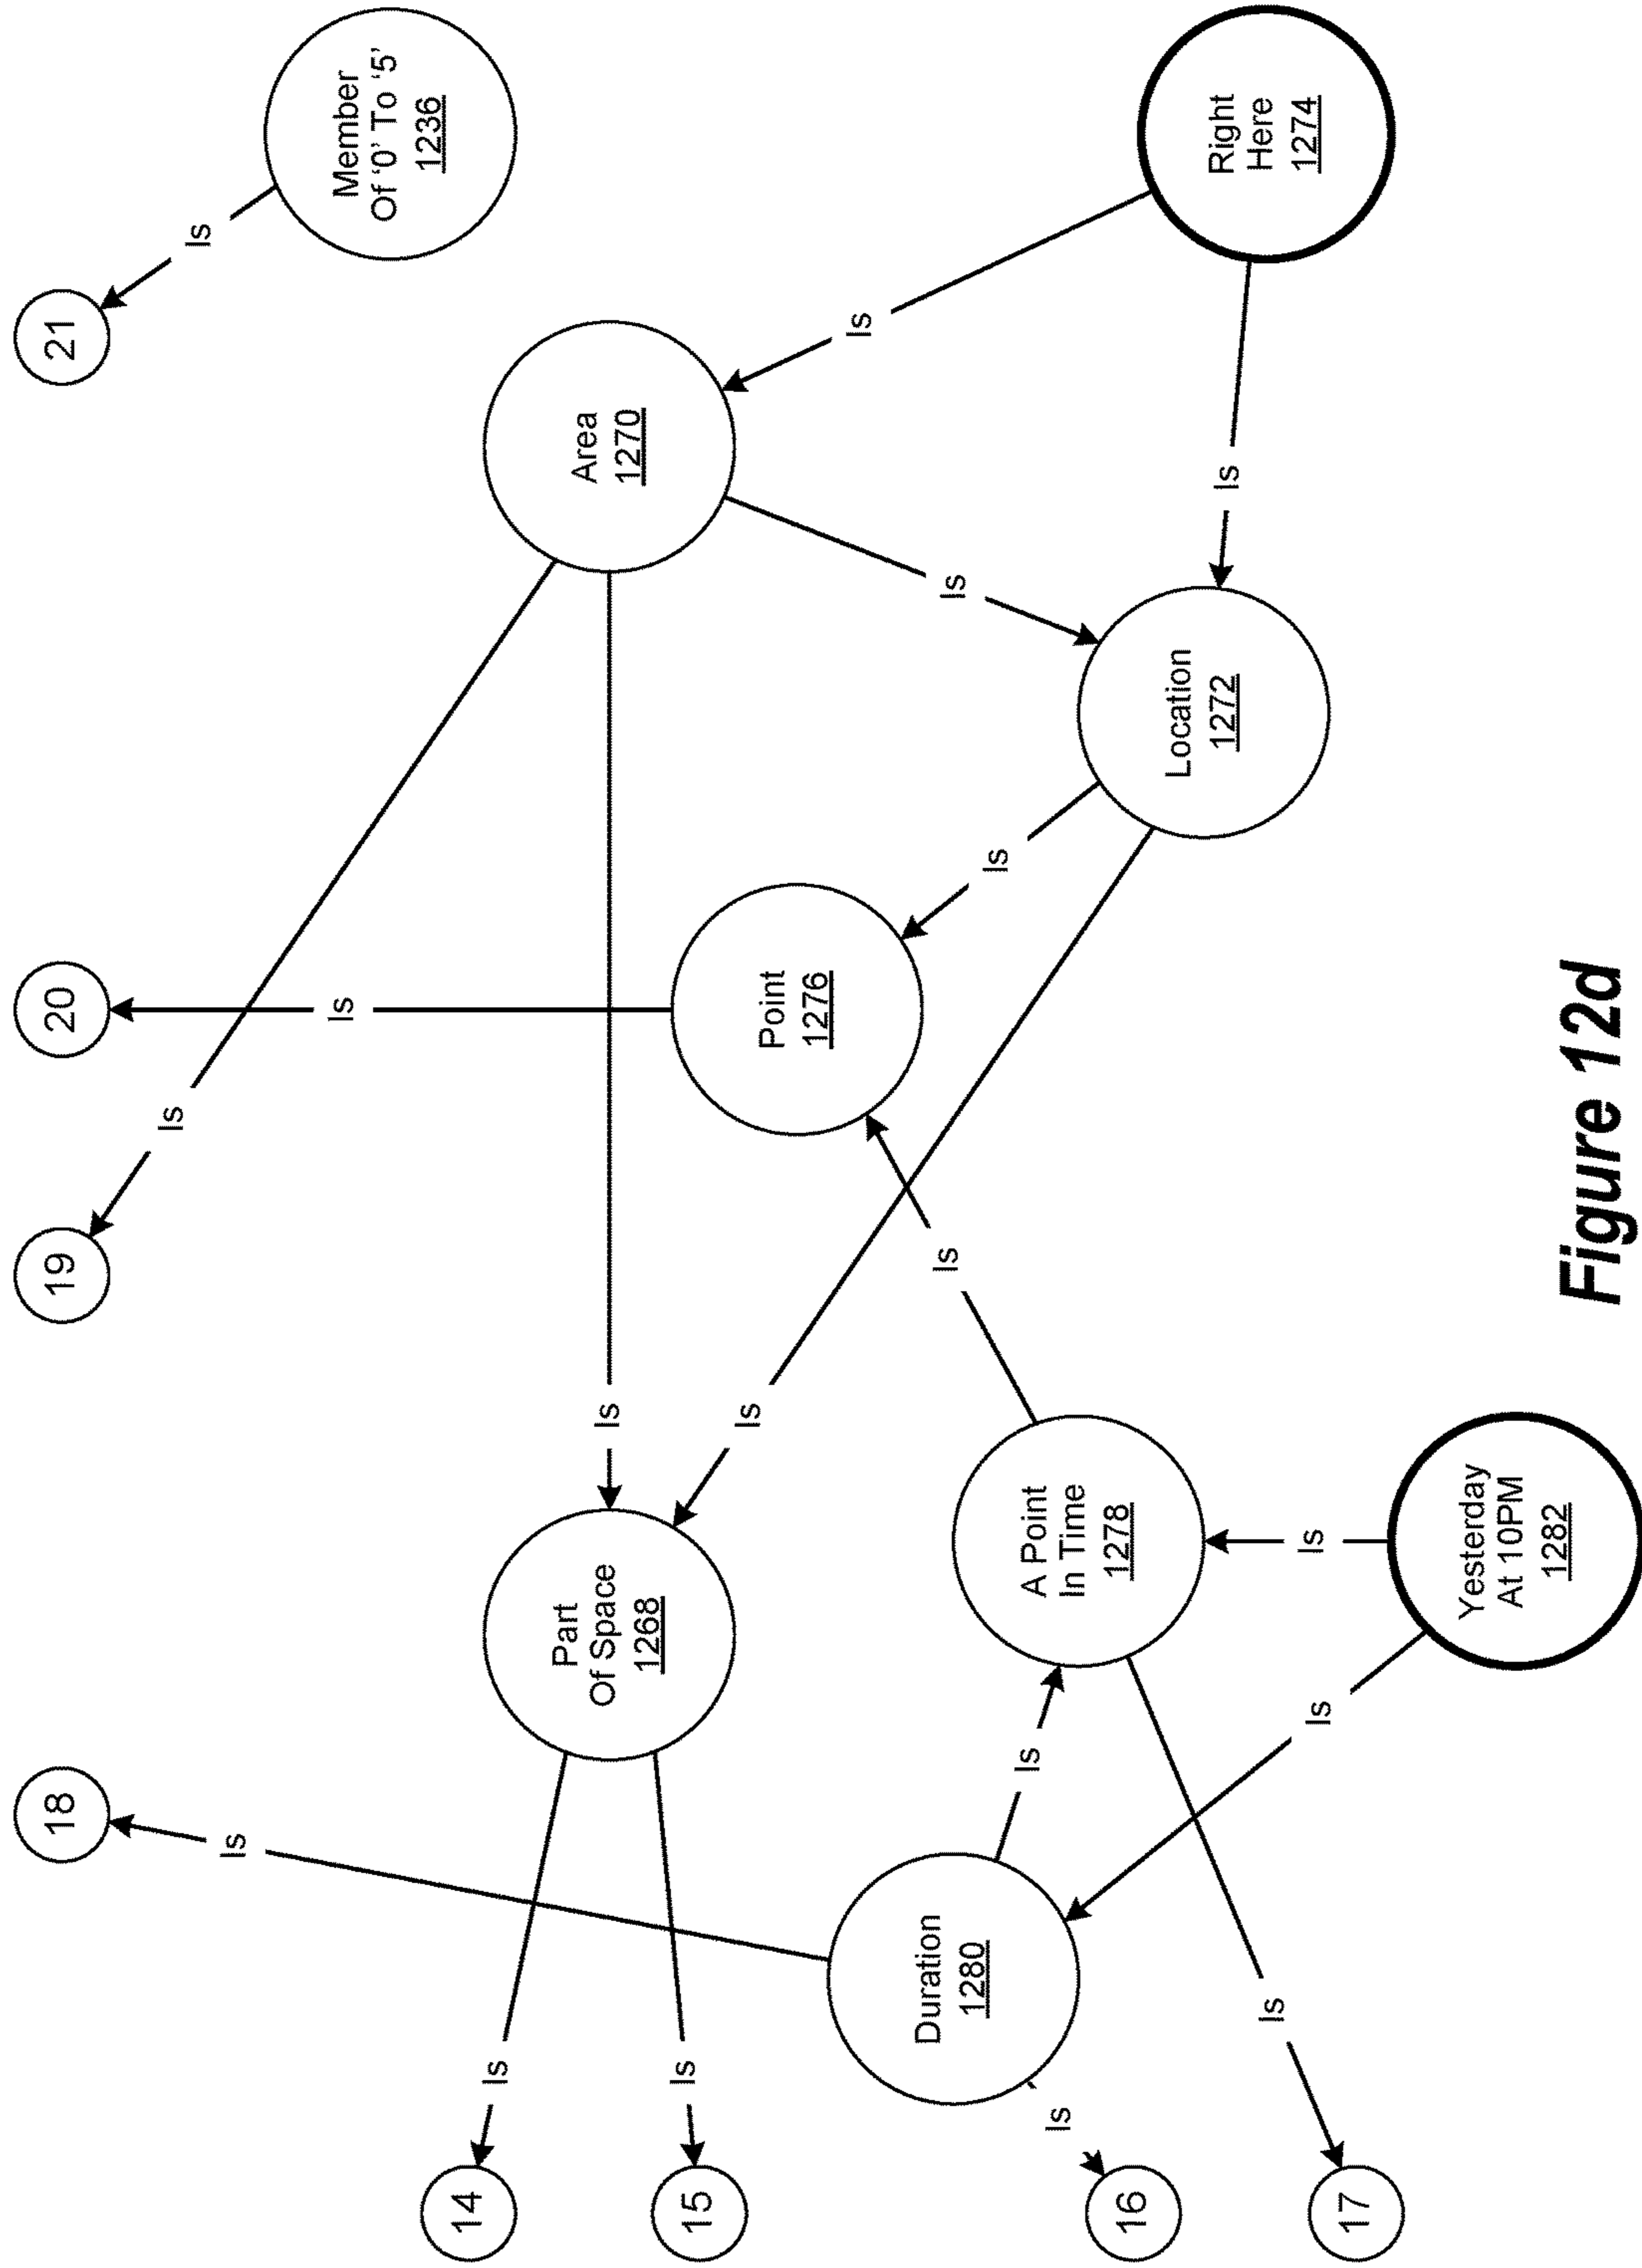 14
15
16
17
18
19
20
21
Is
Is
Is
Duration
1280
Is
Is
Part
Of Space
1268
Is
Is
Is
A Point
In Time
1278
Is
Yesterday
At 10PM
1282
Is
Is
Is
Is
Is
Point
1276
Is
Location
1272
Is
Area
1270
Is
Is
Is
Member
Of '0' To '5'
1236
Right
Here
1274
Figure 12d